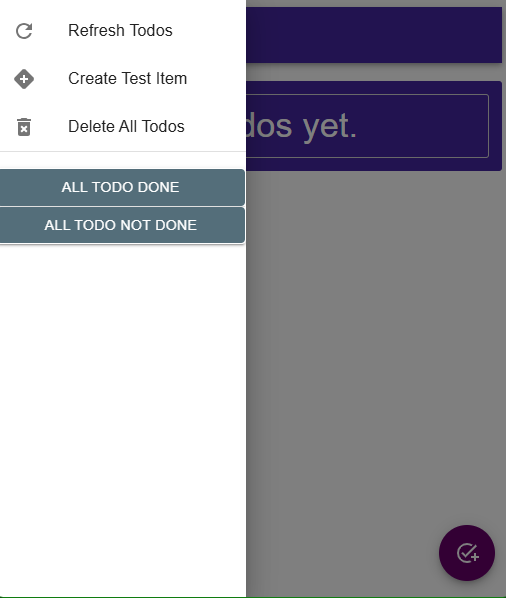 Refresh Todos
Create Test Item
Delete All Todos
dos yet.
ALL TODO DONE
ALL TODO NOT DONE